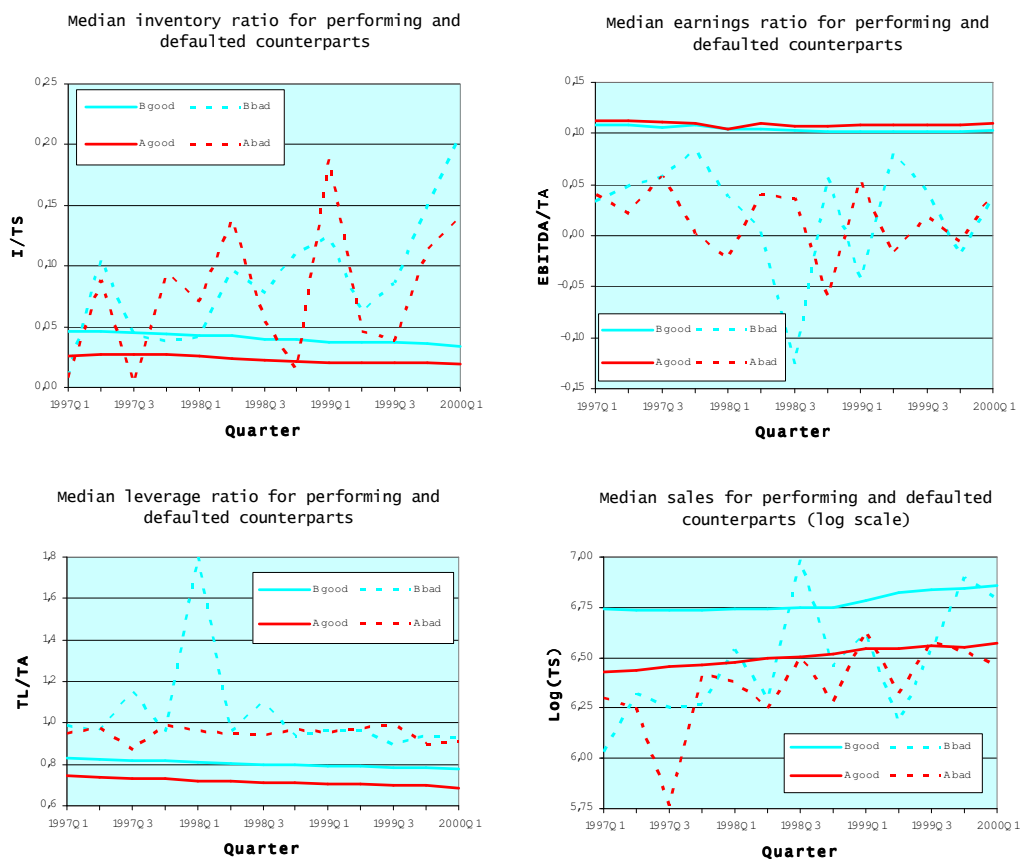 Median inventory ratio for performing and
defaulted counterparts
0,25
0,20
0,15
0,10
0,05
0,00
I/TS
Bgood Bbad
Agood Abad
1997Q1 1997Q3 1998Q1 1998Q3 1999Q1 1999Q3 2000Q1
Quarter
Median earnings ratio for performing and
defaulted counterparts
0,15
0,10
0,05
0,00
-0,05
-0,10
-0,15
EBITDA/TA
Bgood Bbad
Agood Abad
1997Q1 1997Q3 1998Q1 1998Q3 1999Q1 1999Q3 2000Q1
Quarter
Median leverage ratio for performing and
defaulted counterparts
1,8
1,6
1,4
1,2
1,0
0,8
0,6
TL/TA
Bgood Bbad
Agood Abad
1997Q1 1997Q3 1998Q1 1998Q3 1999Q1 1999Q3 2000Q1
Quarter
Median sales for performing and defaulted
counterparts (log scale)
7,00
6,75
6,50
6,25
6,00
5,75
Log(TS)
Bgood Bbad
Agood Abad
1997Q1 1997Q3 1998Q1 1998Q3 1999Q1 1999Q3 2000Q1
Quarter